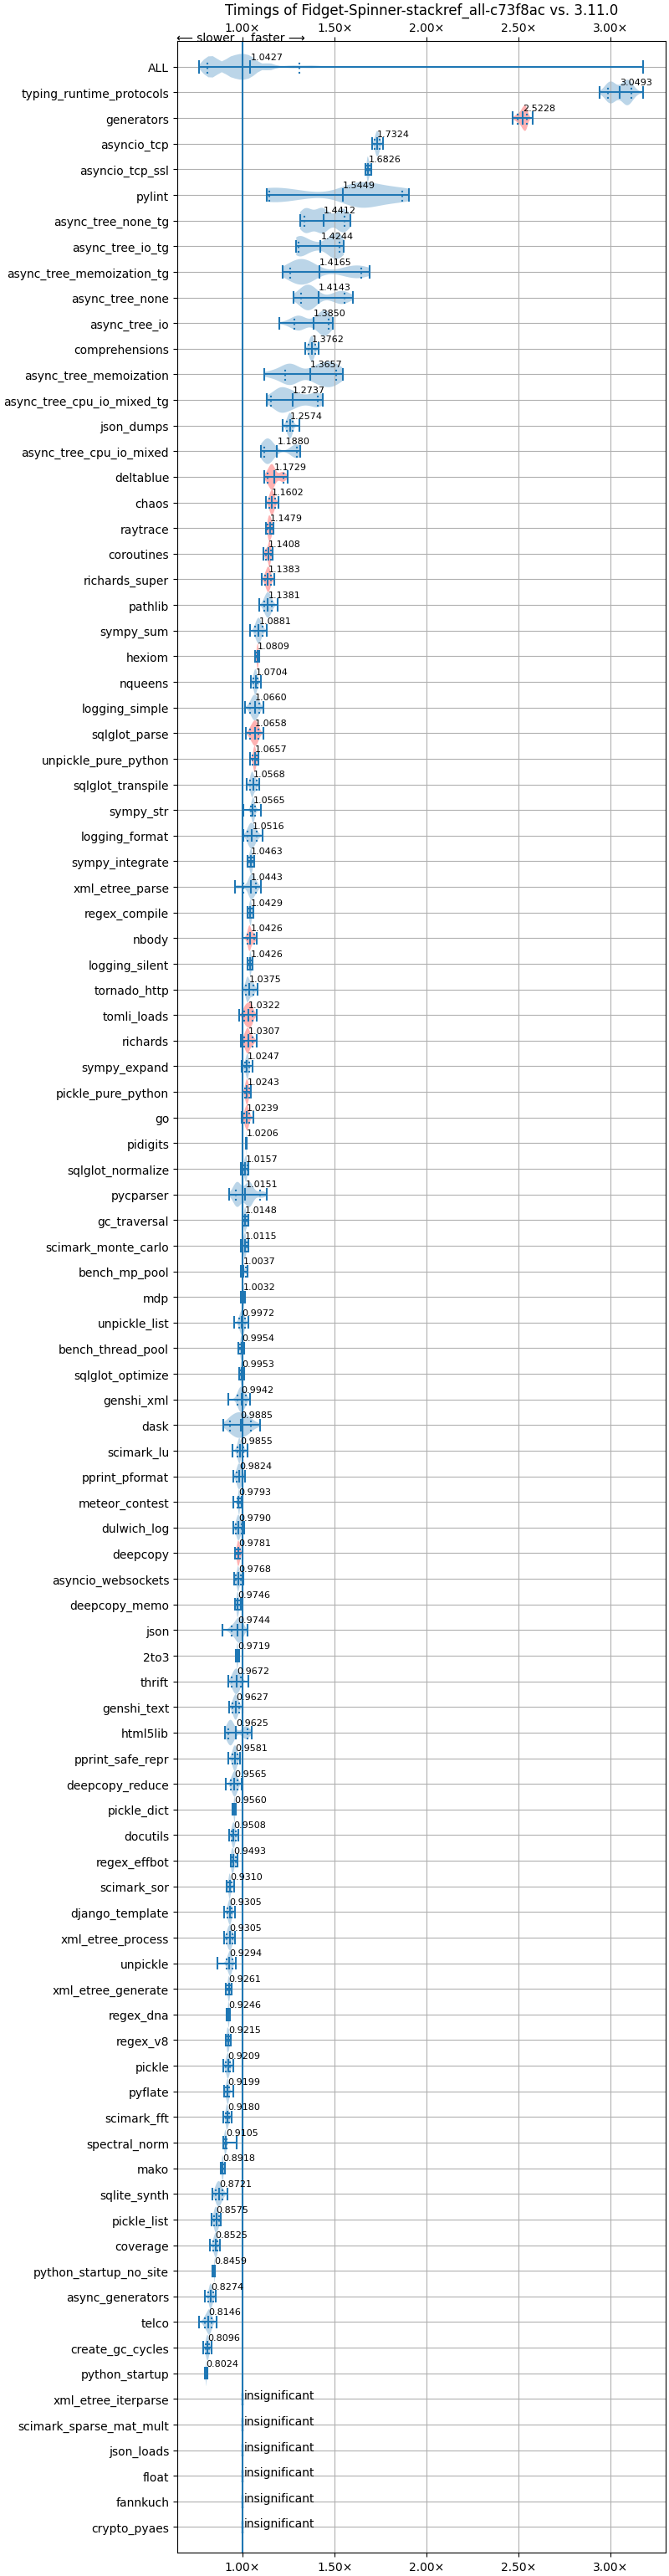 Timings of Fidget-Spinner-stackref_all-c73f8ac vs. 3.11.0
1.00× 1.50× 2.00× 2.50× 3.00×
⟵ slower faster ⟶
ALL 1.0427
typing_runtime_protocols 3.0493
generators 2.5228
asyncio_tcp 1.7324
asyncio_tcp_ssl 1.6826
pylint 1.5449
async_tree_none_tg 1.4412
async_tree_io_tg 1.4244
async_tree_memoization_tg 1.4165
async_tree_none 1.4143
async_tree_io 1.3850
comprehensions 1.3762
async_tree_memoization 1.3657
async_tree_cpu_io_mixed_tg 1.2737
json_dumps 1.2574
async_tree_cpu_io_mixed 1.1880
deltablue 1.1729
chaos 1.1602
raytrace 1.1479
coroutines 1.1408
richards_super 1.1383
pathlib 1.1381
sympy_sum 1.0881
hexiom 1.0809
nqueens 1.0704
logging_simple 1.0660
sqlglot_parse 1.0658
unpickle_pure_python 1.0657
sqlglot_transpile 1.0568
sympy_str 1.0565
logging_format 1.0516
sympy_integrate 1.0463
xml_etree_parse 1.0443
regex_compile 1.0429
nbody 1.0426
logging_silent 1.0426
tornado_http 1.0375
tomli_loads 1.0322
richards 1.0307
sympy_expand 1.0247
pickle_pure_python 1.0243
go 1.0239
pidigits 1.0206
sqlglot_normalize 1.0157
pycparser 1.0151
gc_traversal 1.0148
scimark_monte_carlo 1.0115
bench_mp_pool 1.0037
mdp 1.0032
unpickle_list 0.9972
bench_thread_pool 0.9954
sqlglot_optimize 0.9953
genshi_xml 0.9942
dask 0.9885
scimark_lu 0.9855
pprint_pformat 0.9824
meteor_contest 0.9793
dulwich_log 0.9790
deepcopy 0.9781
asyncio_websockets 0.9768
deepcopy_memo 0.9746
json 0.9744
2to3 0.9719
thrift 0.9672
genshi_text 0.9627
html5lib 0.9625
pprint_safe_repr 0.9581
deepcopy_reduce 0.9565
pickle_dict 0.9560
docutils 0.9508
regex_effbot 0.9493
scimark_sor 0.9310
django_template 0.9305
xml_etree_process 0.9305
unpickle 0.9294
xml_etree_generate 0.9261
regex_dna 0.9246
regex_v8 0.9215
pickle 0.9209
pyflate 0.9199
scimark_fft 0.9180
spectral_norm 0.9105
mako 0.8918
sqlite_synth 0.8721
pickle_list 0.8575
coverage 0.8525
python_startup_no_site 0.8459
async_generators 0.8274
telco 0.8146
create_gc_cycles 0.8096
python_startup 0.8024
xml_etree_iterparse insignificant
scimark_sparse_mat_mult insignificant
json_loads insignificant
float insignificant
fannkuch insignificant
crypto_pyaes insignificant
1.00× 1.50× 2.00× 2.50× 3.00×